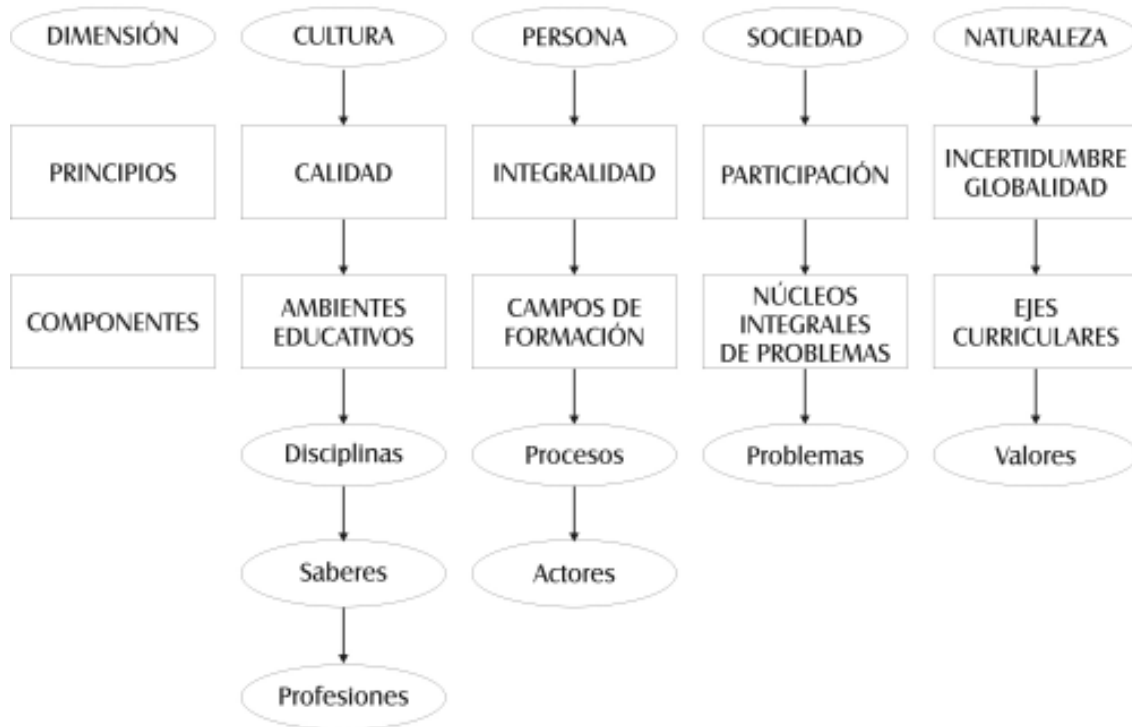 DIMENSIÓN
CULTURA
PERSONA
SOCIEDAD
NATURALEZA
PRINCIPIOS
CALIDAD
INTEGRALIDAD
PARTICIPACIÓN
INCERTIDUMBRE
GLOBALIDAD
COMPONENTES
AMBIENTES
EDUCATIVOS
CAMPOS DE
FORMACIÓN
NÚCLEOS
INTEGRALES
DE PROBLEMAS
EJES
CURRICULARES
Disciplinas
Procesos
Problemas
Valores
Saberes
Actores
Profesiones